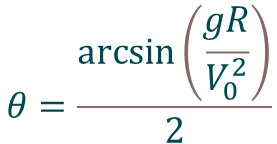 θ = arcsin(gR/V₀²)/2